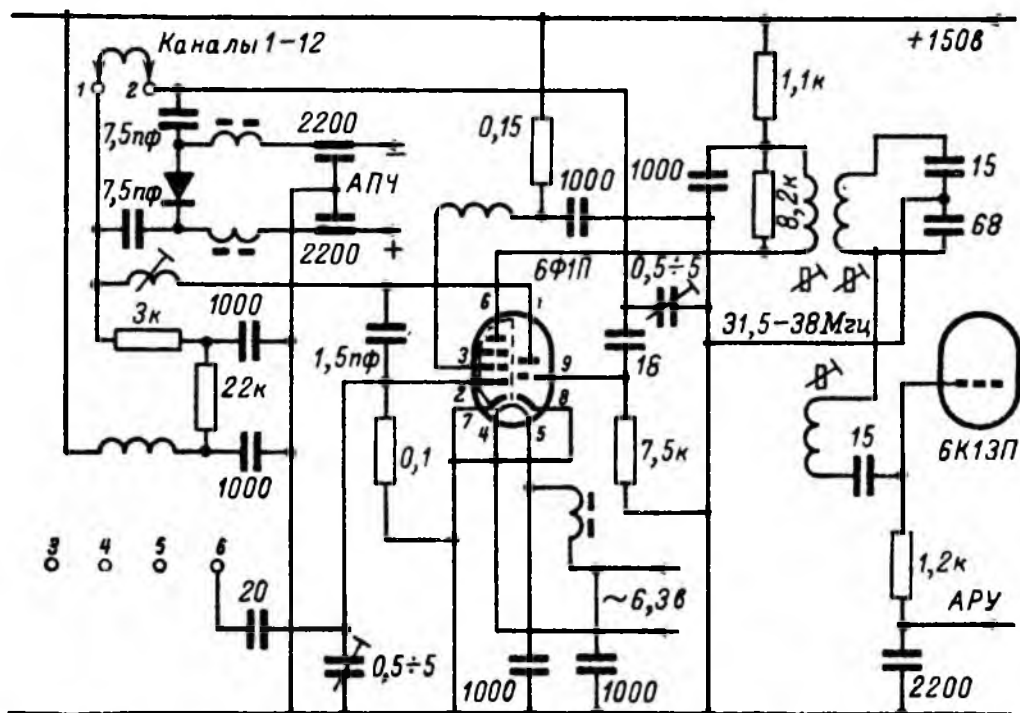 Каналы 1-12
+150в
1
2
7,5пф
2200
АПЧ
7,5пф
2200
0,15
1000
1000
1,1к
8,2к
15
68
6Ф1П
0,5÷5
31,5-38Мгц
3к
1000
22к
1000
1,5пф
0,1
6
1
3
9
2
8
7
4
5
16
7,5к
15
6К13П
1,2к
АРУ
2200
3
4
5
6
20
0,5÷5
~6,3в
1000
1000